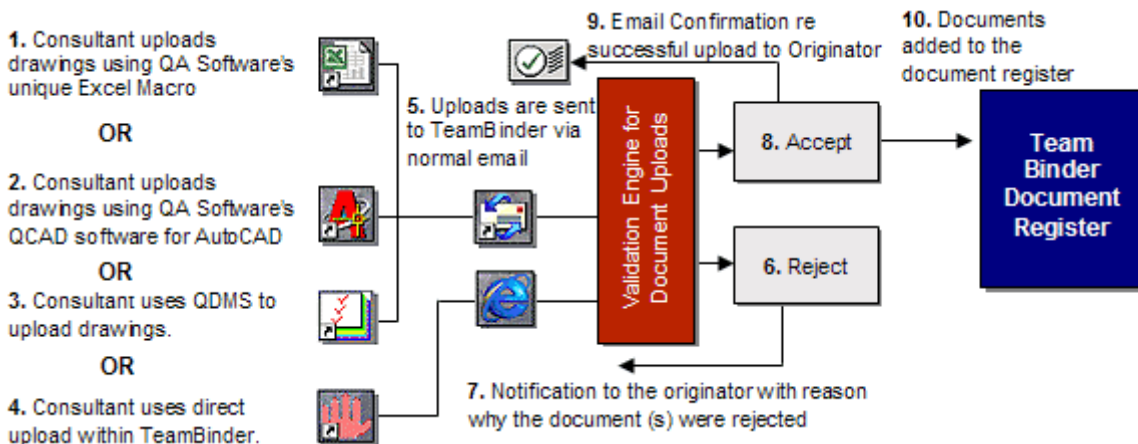 1. Consultant uploads
drawings using QA Software's
unique Excel Macro
OR
2. Consultant uploads
drawings using QA Software's
QCAD software for AutoCAD
OR
3. Consultant uses QDMS to
upload drawings.
OR
4. Consultant uses direct
upload within TeamBinder.
5. Uploads are sent
to TeamBinder via
normal email
Validation Engine for
Document Uploads
9. Email Confirmation re
successful upload to Originator
8. Accept
6. Reject
7. Notification to the originator with reason
why the document (s) were rejected
10. Documents
added to the
document register
Team
Binder
Document
Register